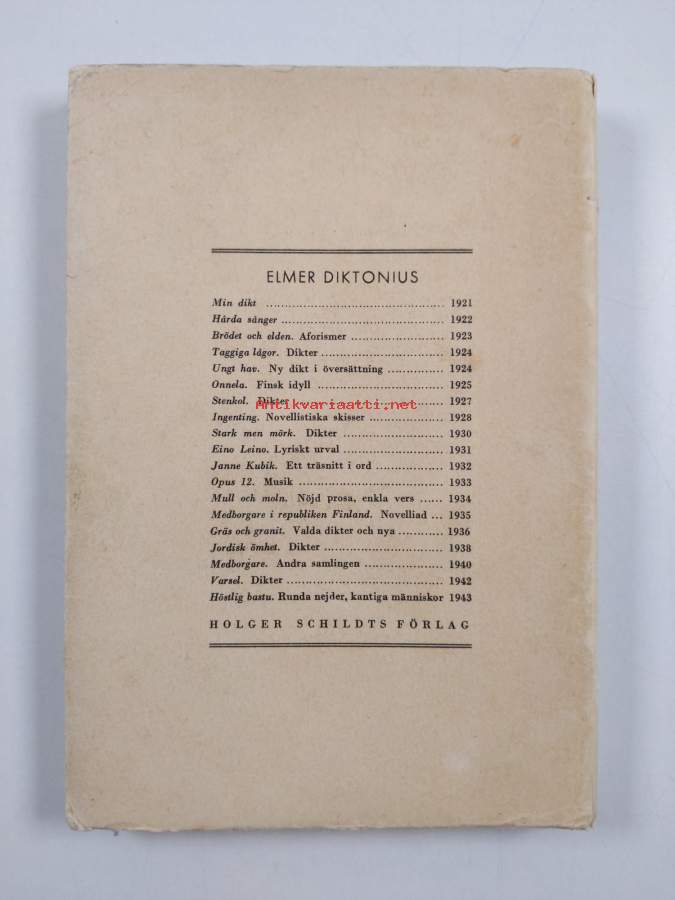 ELMER DIKTONIUS
Min dikt ................................................ 1921
Hårda sånger ............................................ 1922
Brödet och elden. Aforismer ......................... 1923
Taggiga lågor. Dikter ................................. 1924
Ungt hav. Ny dikt i översättning .............. 1924
Onnela. Finsk idyll .................................. 1925
Stenkol. Dikter ........................................ 1927
Antikvariaatti.net
Ingenting. Novellistiska skisser .................... 1928
Stark men mörk. Dikter ........................... 1930
Eino Leino. Lyriskt urval ........................... 1931
Janne Kubik. Ett träsnitt i ord .................. 1932
Opus 12. Musik ....................................... 1933
Mull och moln. Nöjd prosa, enkla vers ...... 1934
Medborgare i republiken Finland. Novelliad ... 1935
Gräs och granit. Valda dikter och nya ............ 1936
Jordisk ömhet. Dikter ................................ 1938
Medborgare. Andra samlingen ..................... 1940
Varsel. Dikter .......................................... 1942
Höstlig bastu. Runda nejder, kantiga människor 1943
HOLGER SCHILDTS FÖRLAG